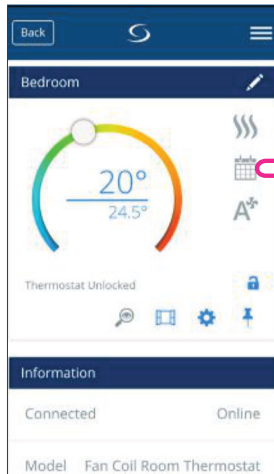 Back
Bedroom
20°
24.5°
A
Thermostat Unlocked
Information
Connected Online
Model Fan Coil Room Thermostat